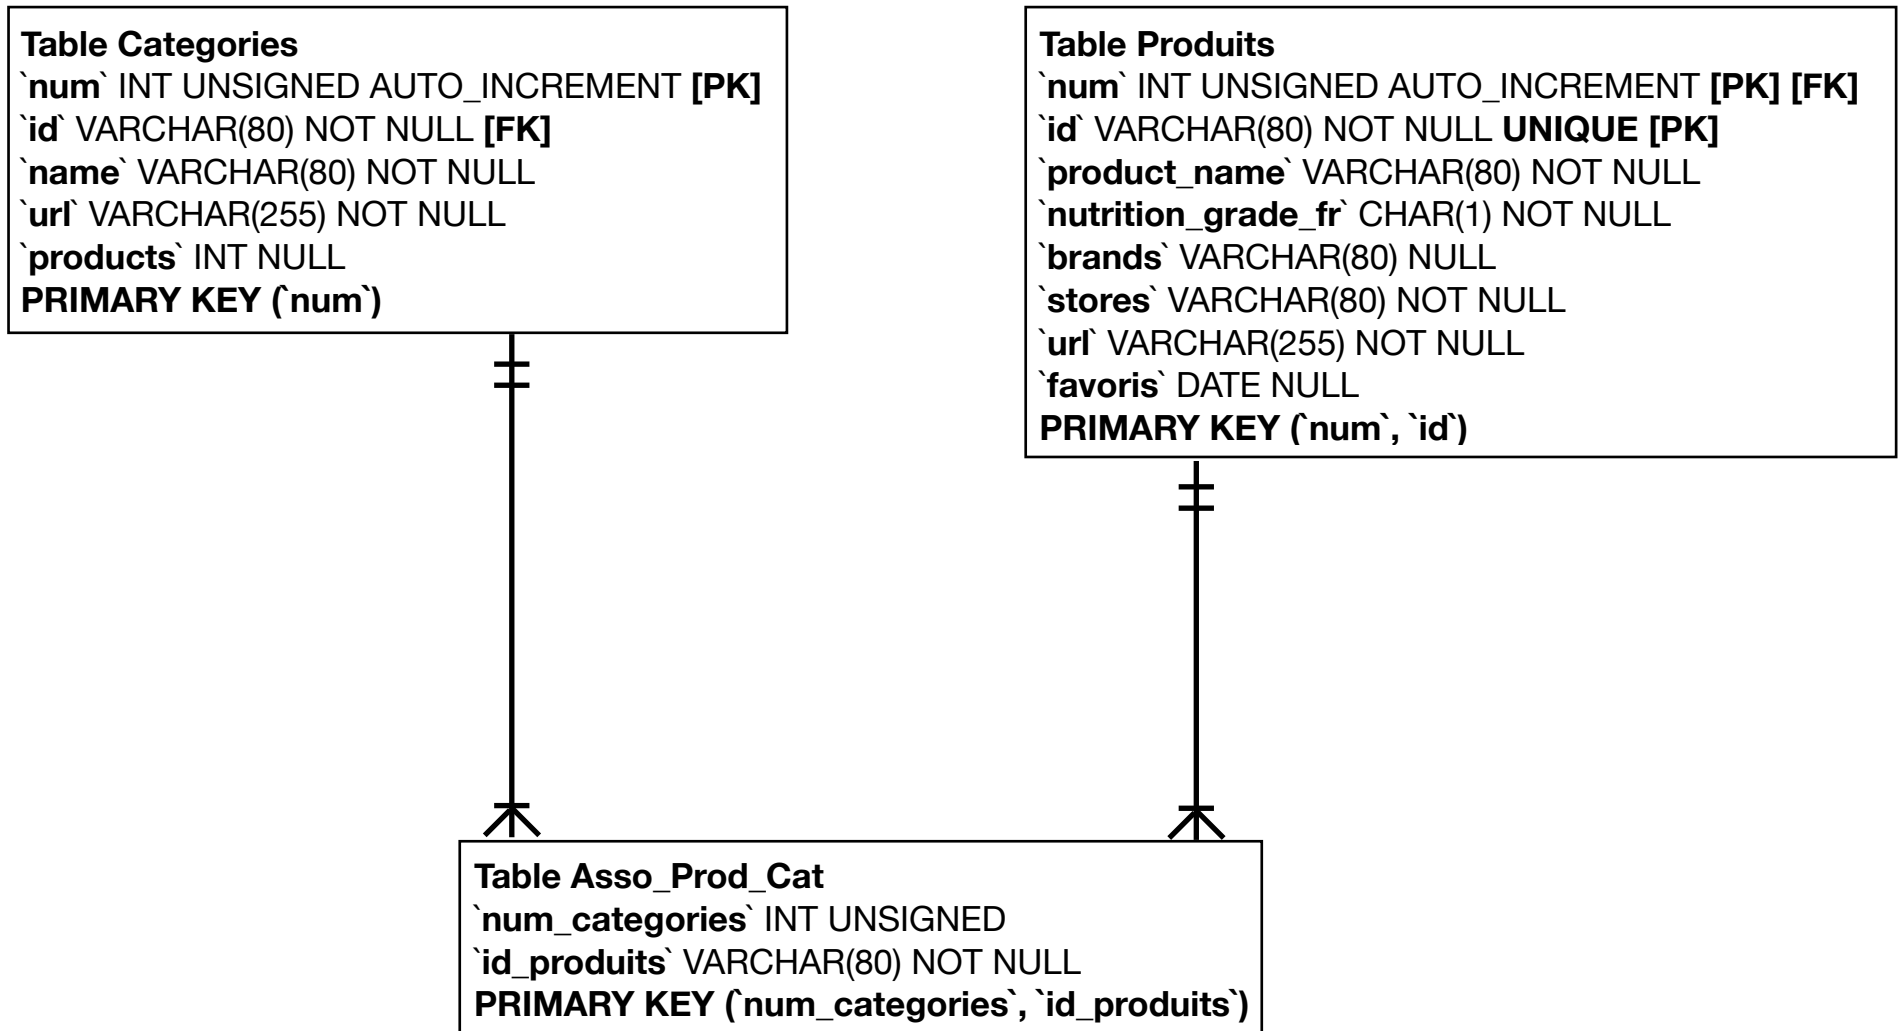 Table Categories
`num` INT UNSIGNED AUTO_INCREMENT [PK]
`id` VARCHAR(80) NOT NULL [FK]
`name` VARCHAR(80) NOT NULL
`url` VARCHAR(255) NOT NULL
`products` INT NULL
PRIMARY KEY (`num`)
Table Produits
`num` INT UNSIGNED AUTO_INCREMENT [PK] [FK]
`id` VARCHAR(80) NOT NULL UNIQUE [PK]
`product_name` VARCHAR(80) NOT NULL
`nutrition_grade_fr` CHAR(1) NOT NULL
`brands` VARCHAR(80) NULL
`stores` VARCHAR(80) NOT NULL
`url` VARCHAR(255) NOT NULL
`favoris` DATE NULL
PRIMARY KEY (`num`, `id`)
Table Asso_Prod_Cat
`num_categories` INT UNSIGNED
`id_produits` VARCHAR(80) NOT NULL
PRIMARY KEY (`num_categories`, `id_produits`)